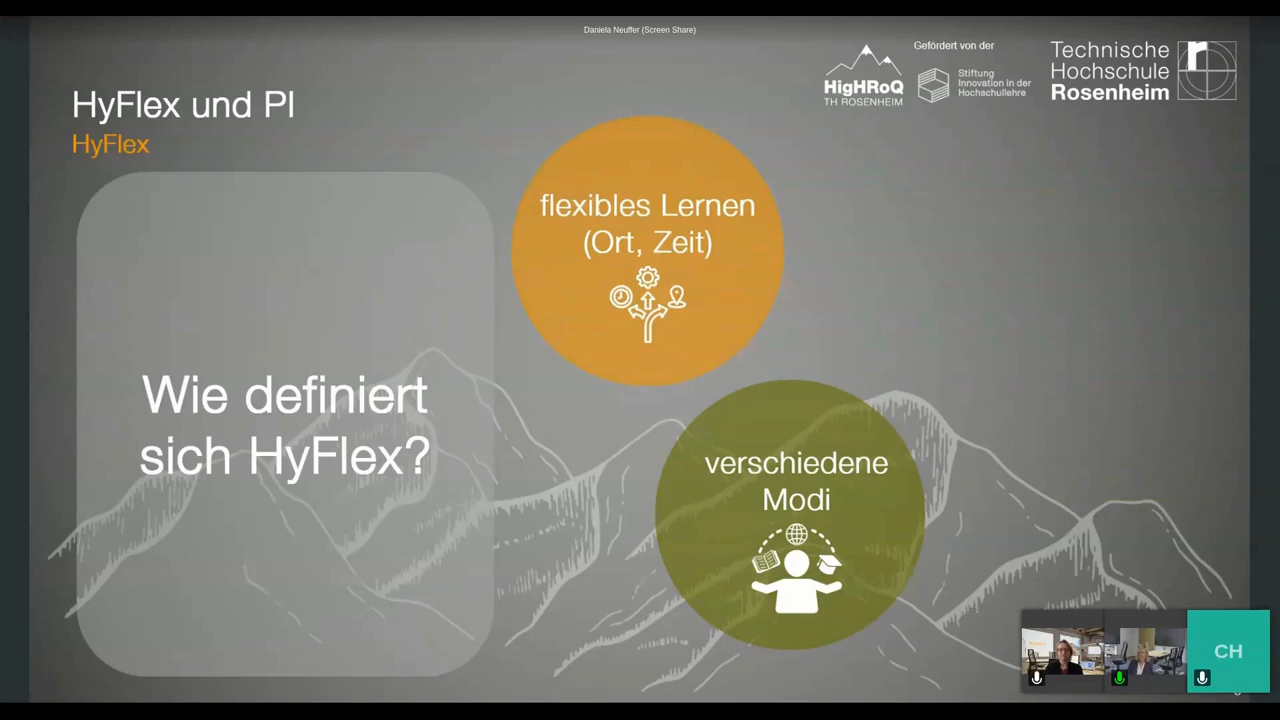 Daniela Neuffer (Screen Share)
HyFlex und PI
HyFlex
HigHRoQ
TH ROSENHEIM
Gefördert von der
Stiftung
Innovation in der
Hochschullehre
Technische
Hochschule
Rosenheim
flexibles Lernen
(Ort, Zeit)
Wie definiert
sich HyFlex?
verschiedene
Modi
CH